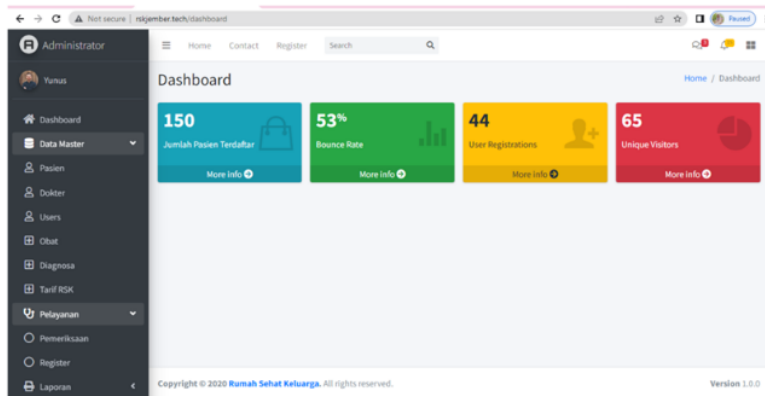 Not secure | rskjember.tech/dashboard
Paused
Administrator
Home Contact Register Search
Yunus
Dashboard
Home / Dashboard
Dashboard
Data Master
Pasien
Dokter
Users
Obat
Diagnosa
Tarif RSK
Pelayanan
Pemeriksaan
Register
Laporan
150
Jumlah Pasien Terdaftar
More info
53%
Bounce Rate
More info
44
User Registrations
More info
65
Unique Visitors
More info
Copyright © 2020 Rumah Sehat Keluarga. All rights reserved.
Version 1.0.0